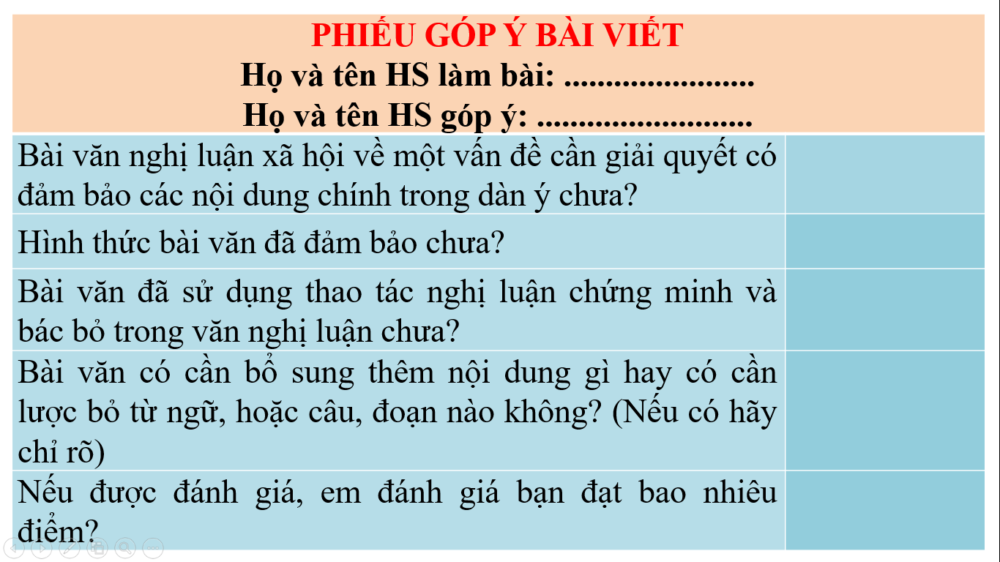 PHIẾU GÓP Ý BÀI VIẾT
Họ và tên HS làm bài: .......................
Họ và tên HS góp ý: ..........................
Bài văn nghị luận xã hội về một vấn đề cần giải quyết có
đảm bảo các nội dung chính trong dàn ý chưa?
Hình thức bài văn đã đảm bảo chưa?
Bài văn đã sử dụng thao tác nghị luận chứng minh và
bác bỏ trong văn nghị luận chưa?
Bài văn có cần bổ sung thêm nội dung gì hay có cần
lược bỏ từ ngữ, hoặc câu, đoạn nào không? (Nếu có hãy
chỉ rõ)
Nếu được đánh giá, em đánh giá bạn đạt bao nhiêu
điểm?